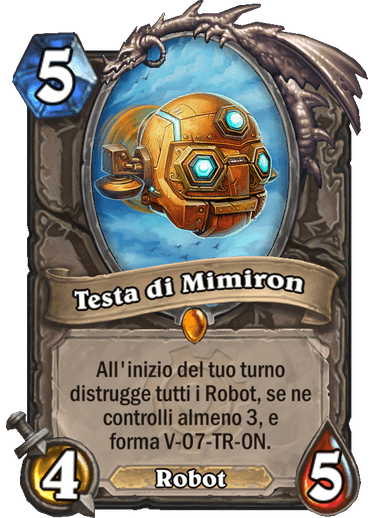 5
Testa di Mimiron
All'inizio del tuo turno
distrugge tutti i Robot, se ne
controlli almeno 3, e
forma V-07-TR-0N.
4
Robot
5